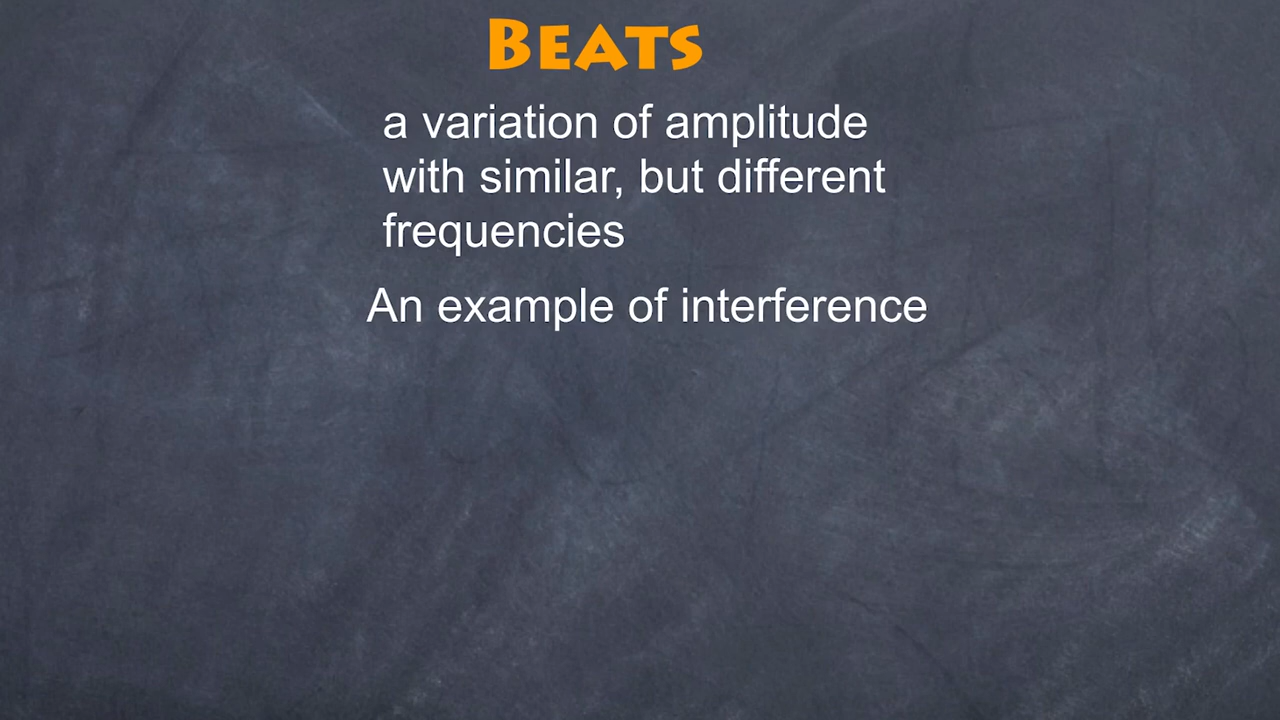 BEATS
a variation of amplitude
with similar, but different
frequencies
An example of interference